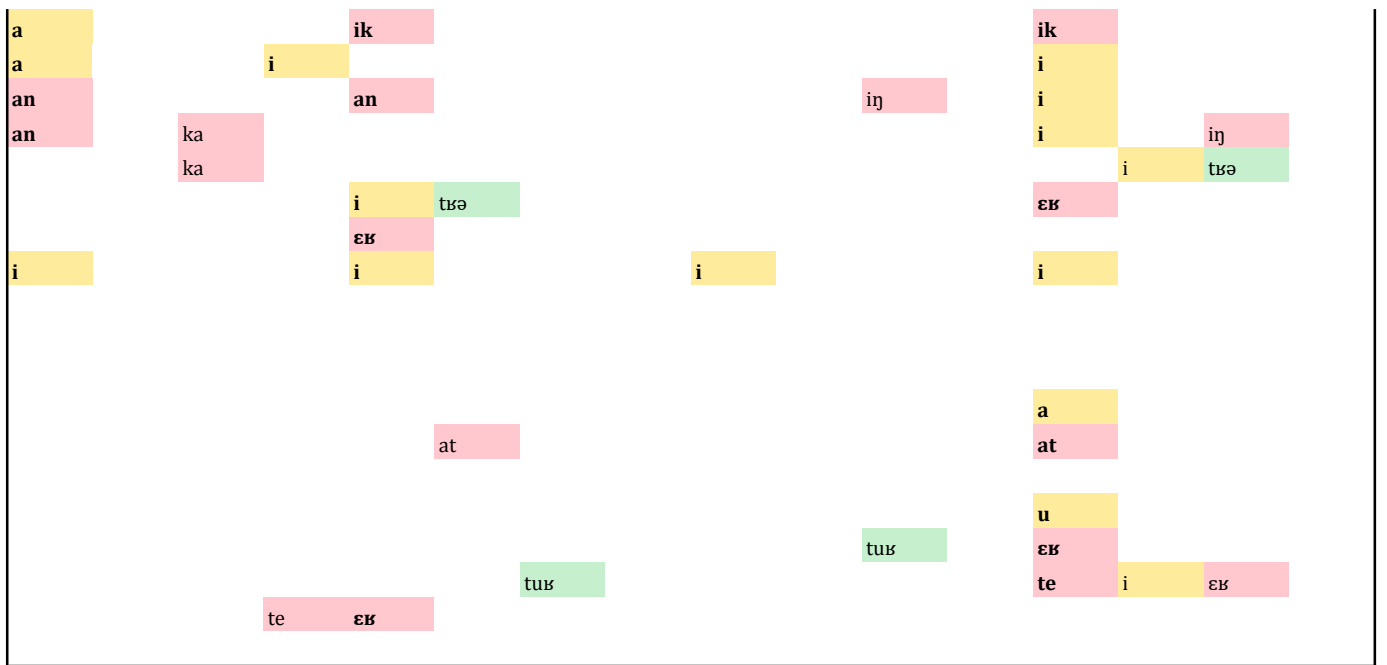 a ik ik
a i i
an an iŋ i
an ka i iŋ
ka i tʁə
i tʁə ɛʁ
ɛʁ
i i i i
a
at at
u
tuʁ ɛʁ
tuʁ te i ɛʁ
te ɛʁ